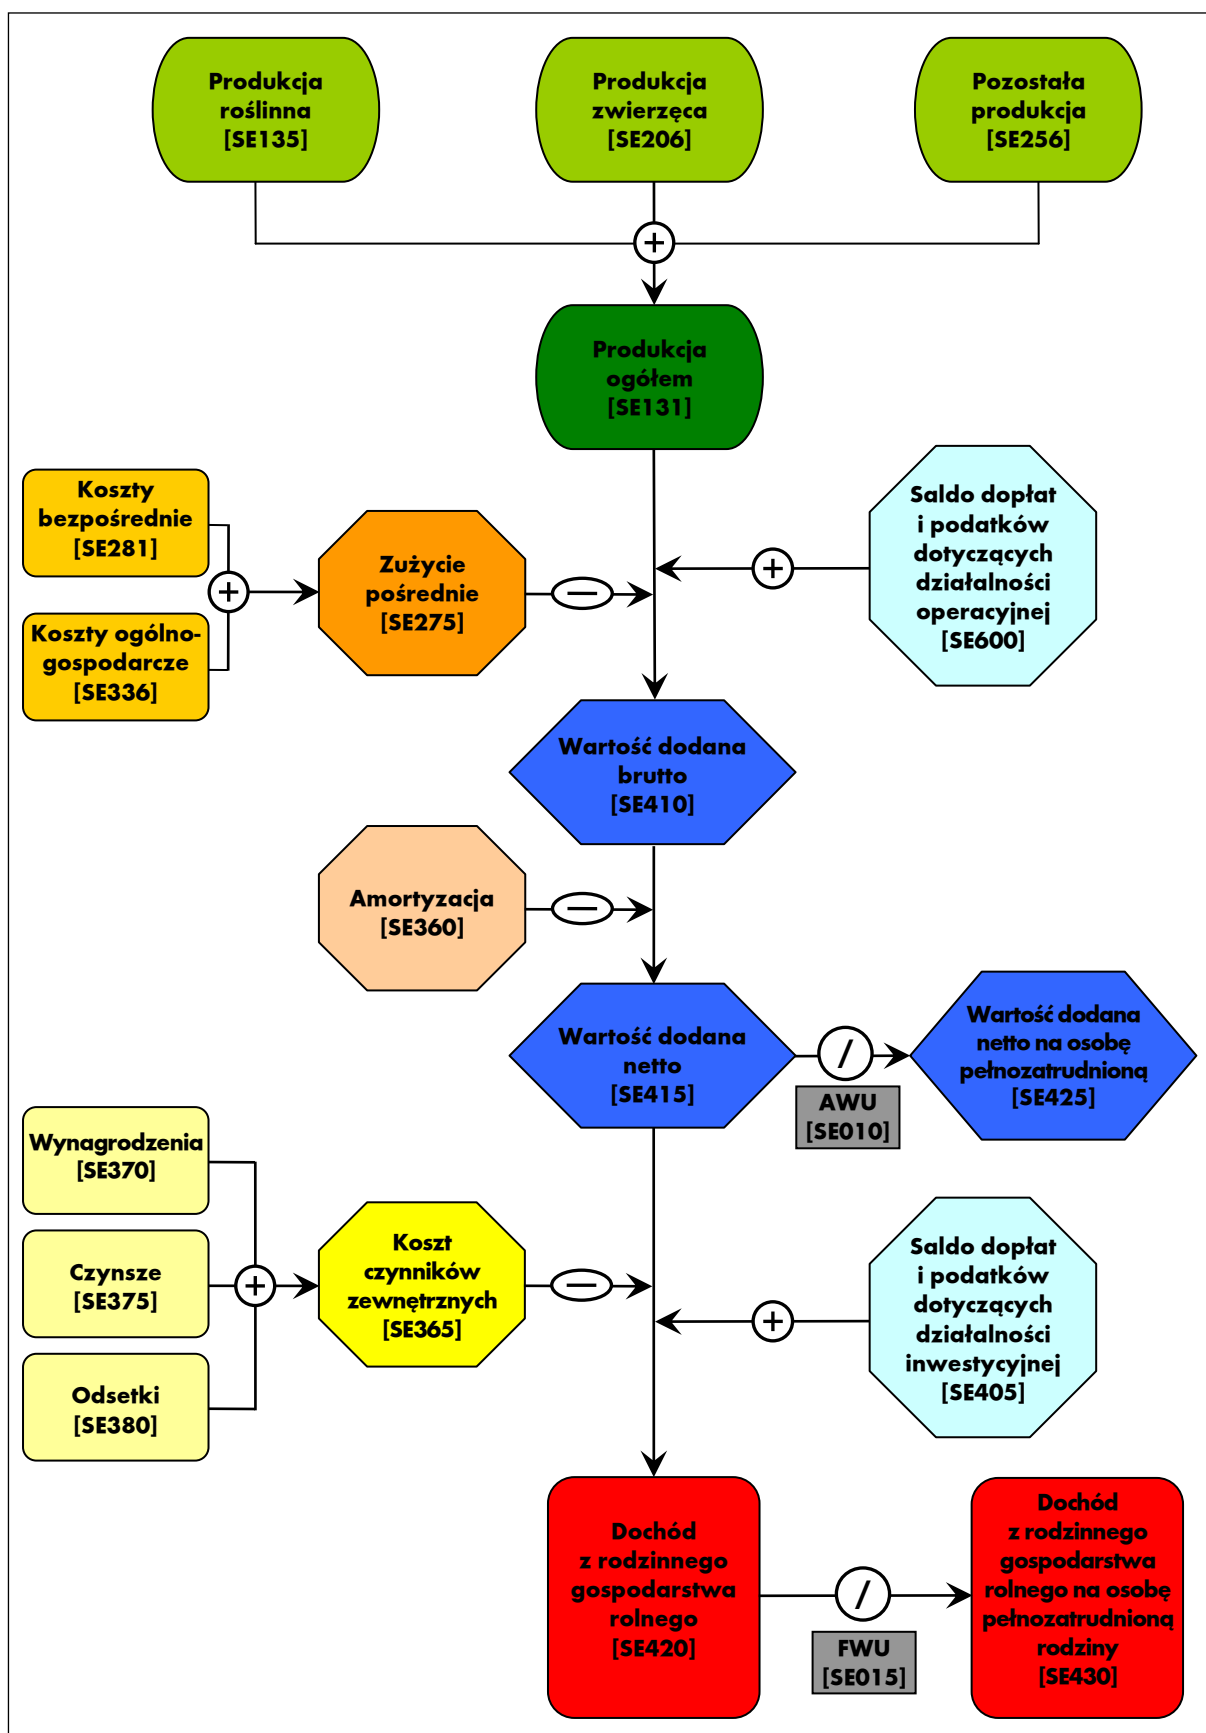 Produkcja
roślinna
[SE135]
Produkcja
zwierzęca
[SE206]
Pozostała
produkcja
[SE256]
+
Produkcja
ogółem
[SE131]
Koszty
bezpośrednie
[SE281]
+
Koszty ogólno-
gospodarcze
[SE336]
Zużycie
pośrednie
[SE275]
—
+
Saldo dopłat
i podatków
dotyczących
działalności
operacyjnej
[SE600]
Wartość dodana
brutto
[SE410]
Amortyzacja
[SE360]
—
Wartość dodana
netto
[SE415]
/
AWU
[SE010]
Wartość dodana
netto na osobę
pełnozatrudnioną
[SE425]
Wynagrodzenia
[SE370]
Czynsze
[SE375]
+
Odsetki
[SE380]
Koszt
czynników
zewnętrznych
[SE365]
—
+
Saldo dopłat
i podatków
dotyczących
działalności
inwestycyjnej
[SE405]
Dochód
z rodzinnego
gospodarstwa
rolnego
[SE420]
/
FWU
[SE015]
Dochód
z rodzinnego
gospodarstwa
rolnego na osobę
pełnozatrudnioną
rodziny
[SE430]